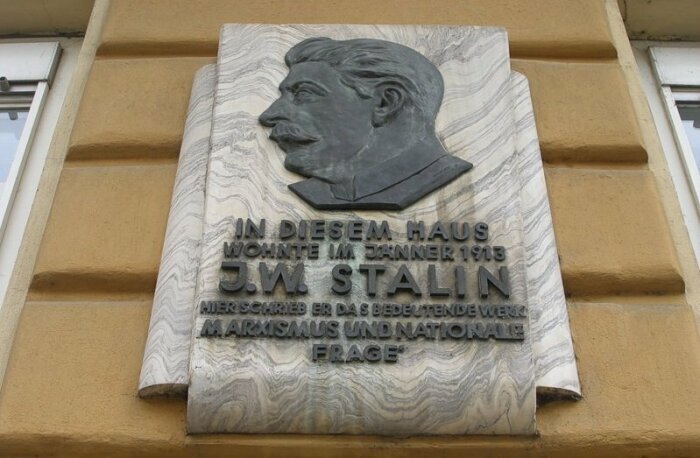 IN DIESEM HAUS
WOHNTE IM JÄNNER 1913
J.W. STALIN
HIER SCHRIEB ER DAS BEDEUTENDE WERK
MARXISMUS UND NATIONALE
FRAGE"